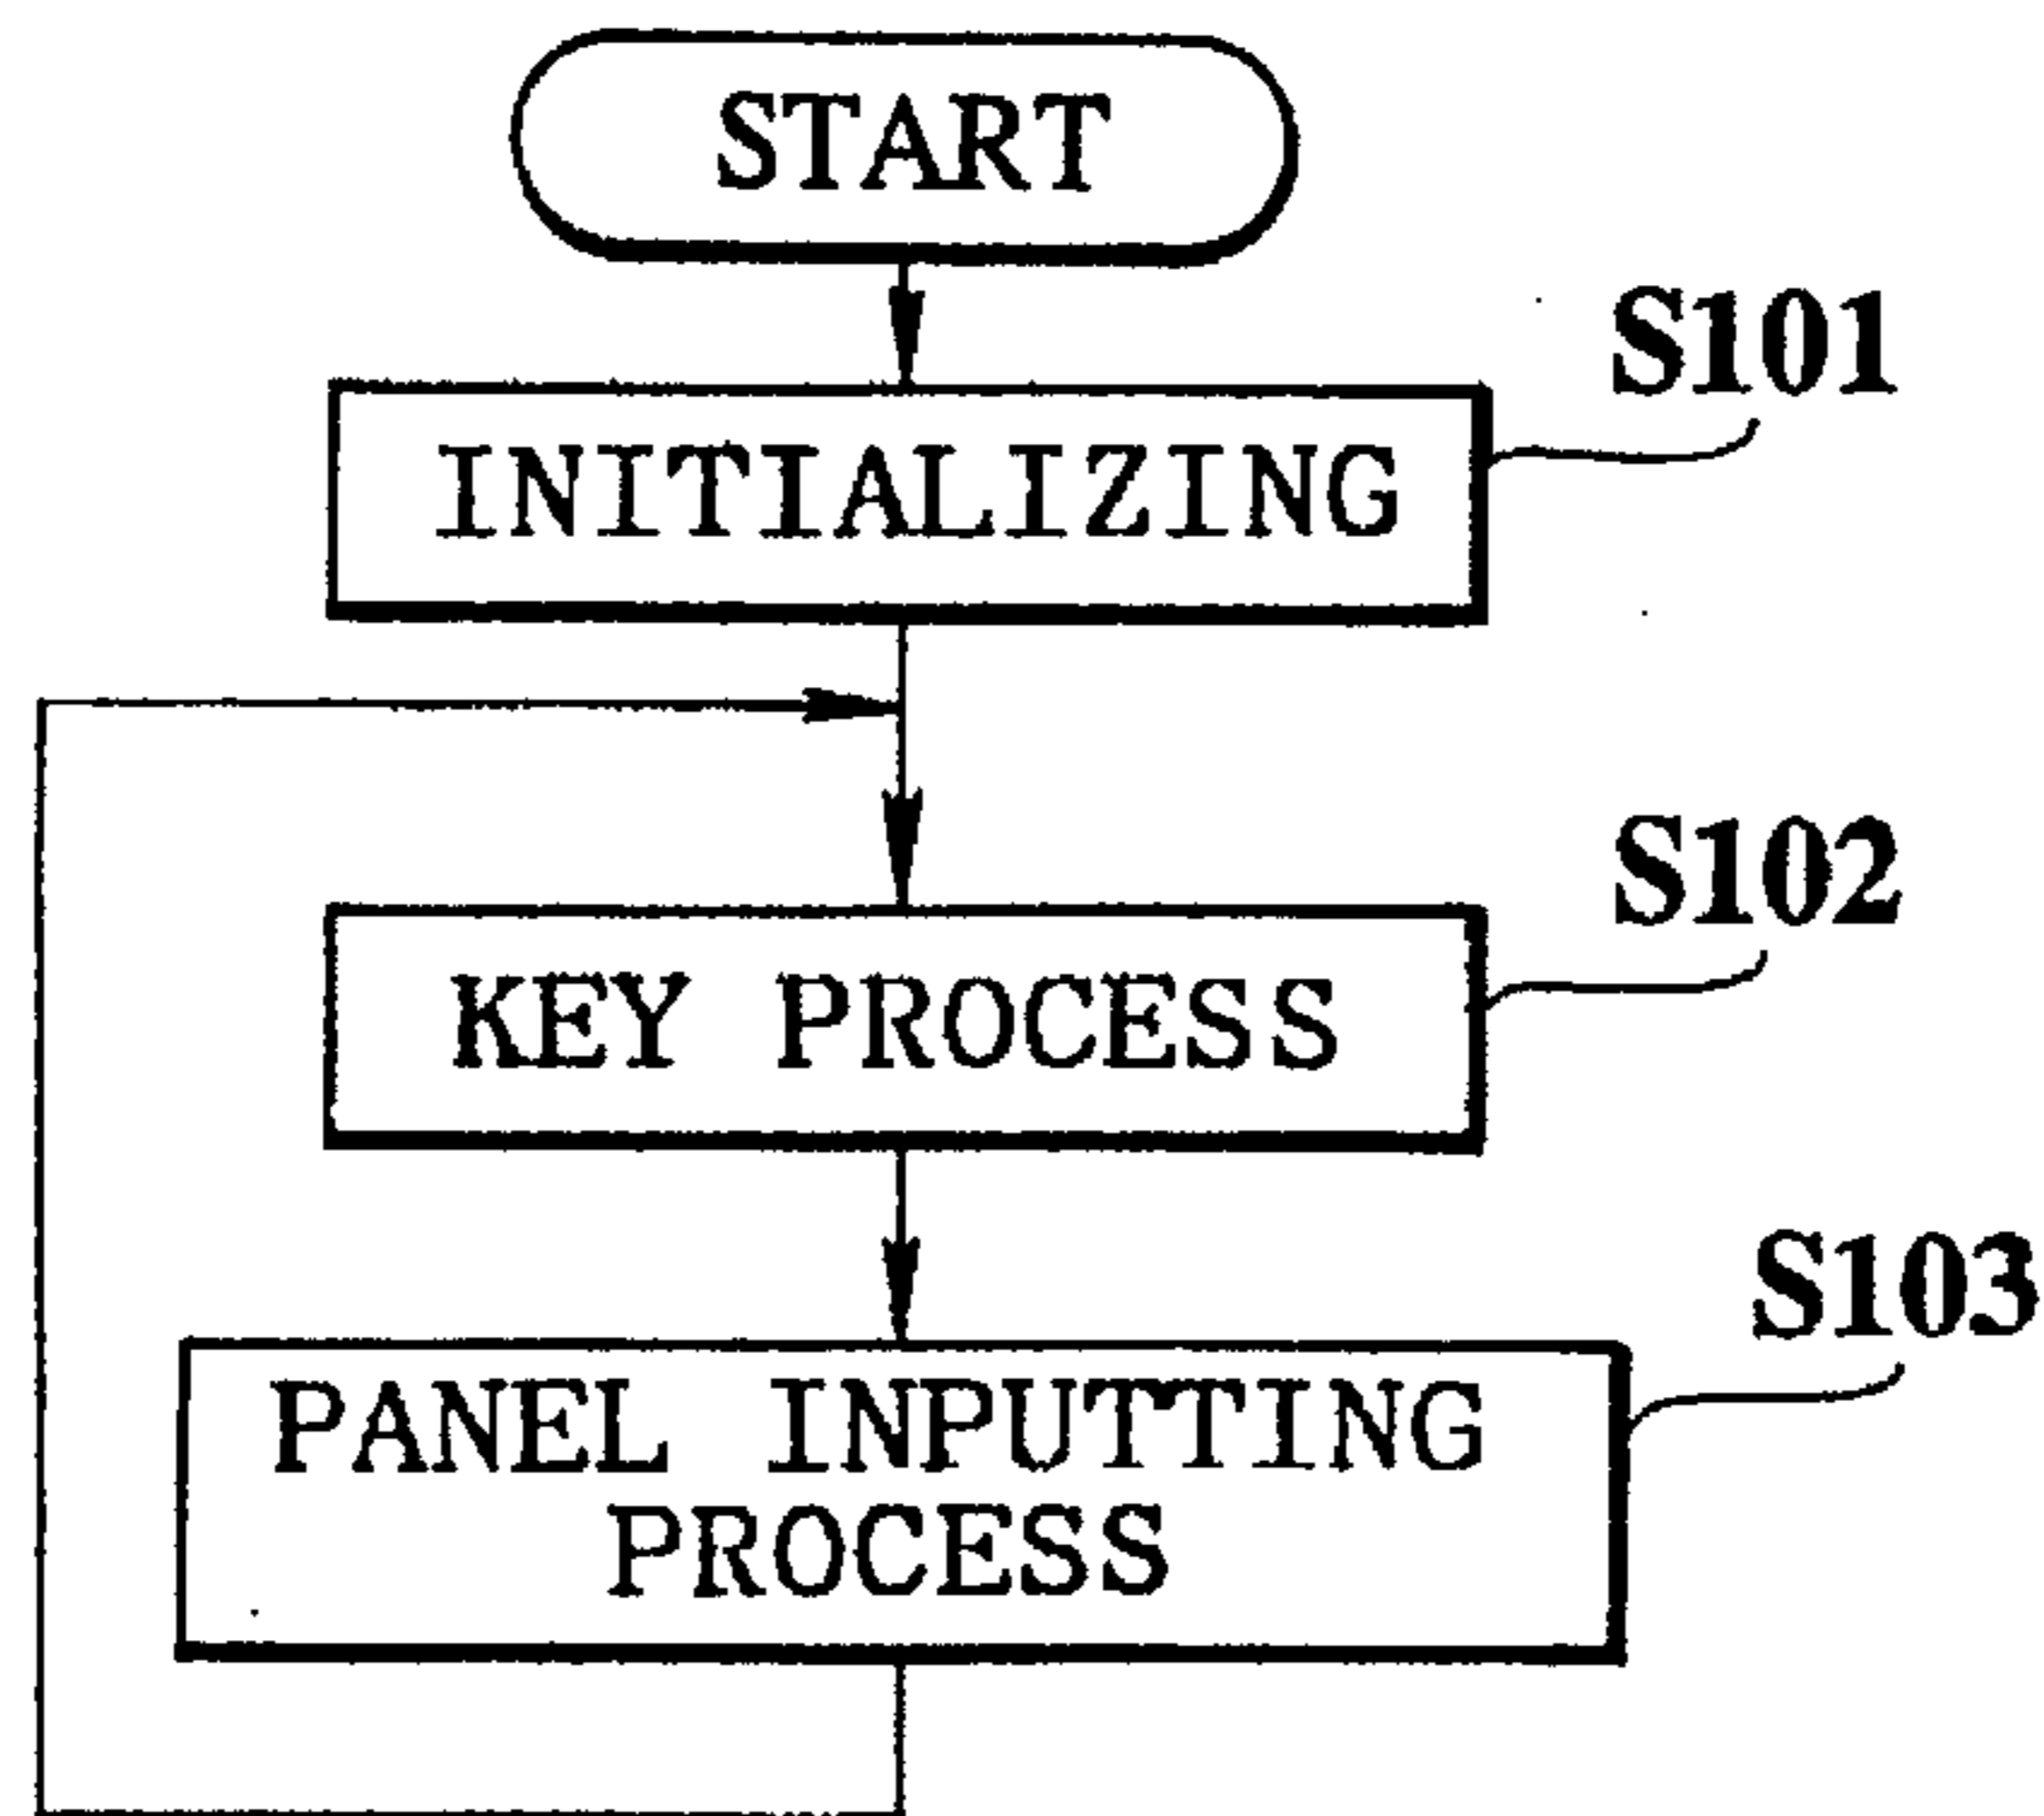 START
S101
INITIALIZING
S102
KEY PROCESS
S103
PANEL INPUTTING
PROCESS